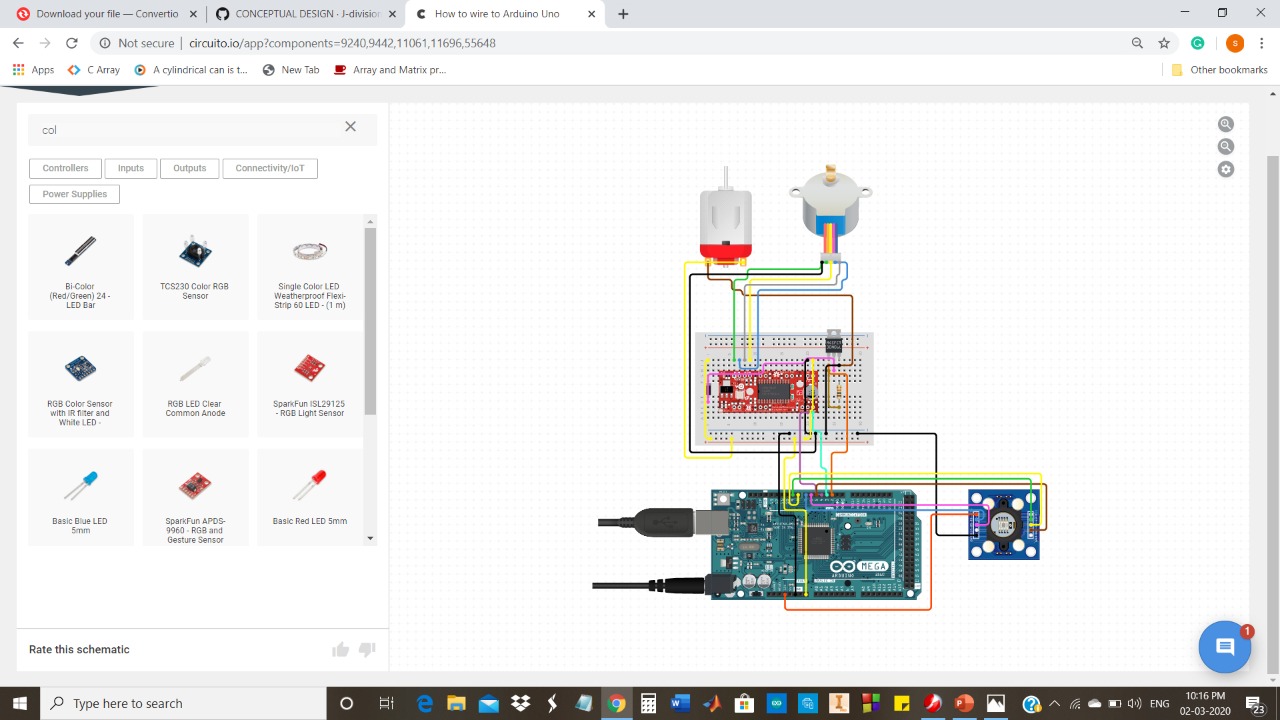 Download your file — Convertio
CONCEPTUAL DESIGN · J-division
How to wire to Arduino Uno
Not secure
circuito.io/app?components=9240,9442,11061,11696,55648
S
Apps
C Array
A cylindrical can is t...
New Tab
Array and Matrix pr...
Other bookmarks
col
Controllers
Inputs
Outputs
Connectivity/IoT
Power Supplies
Bi-Color
(Red/Green) 24 -
LED Bar
TCS230 Color RGB
Sensor
Single Color LED
Weatherproof Flexi-
Strip 60 LED - (1 m)
RGB Color Sensor
with IR filter and
White LED -
RGB LED Clear
Common Anode
SparkFun ISL29125
- RGB Light Sensor
Basic Blue LED
5mm
SparkFun APDS-
9960 - RGB and
Gesture Sensor
Basic Red LED 5mm
MEGA
ARDUINO
Rate this schematic
1
Type here to search
ENG
10:16 PM
02-03-2020
23